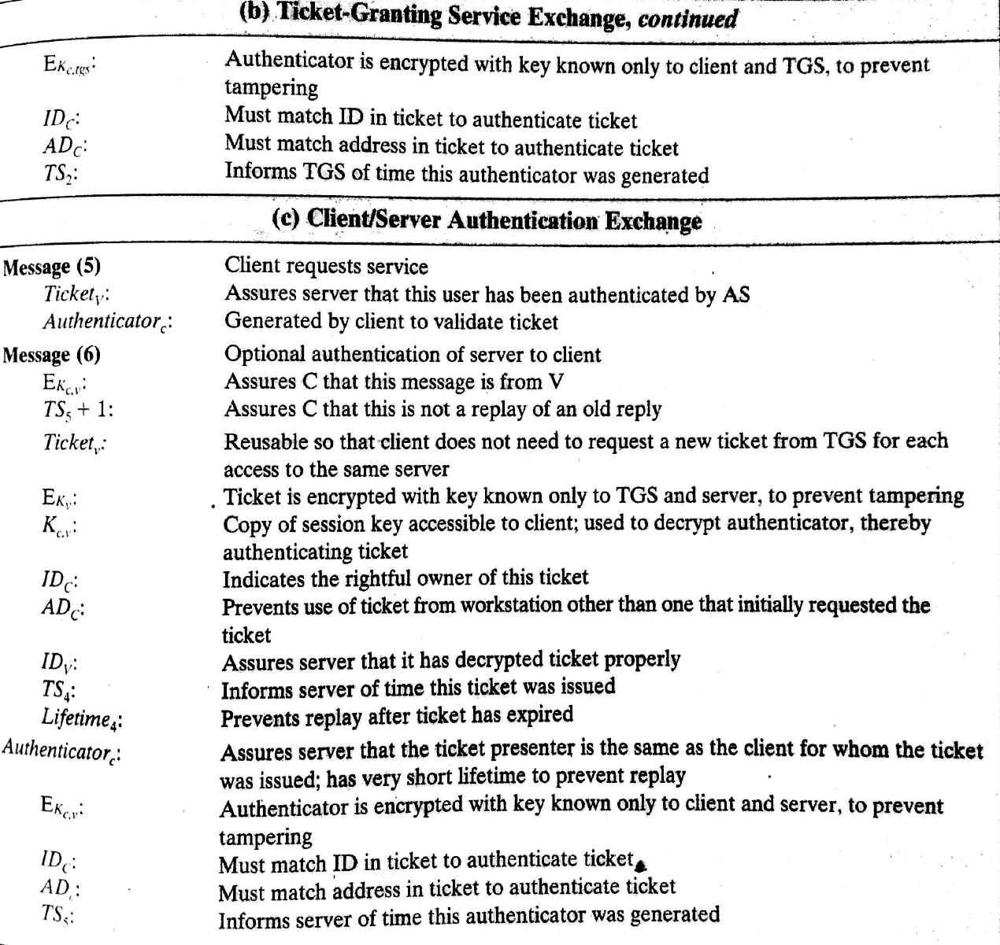 (b) Ticket-Granting Service Exchange, continued
E_{K_{c,tgs}}: Authenticator is encrypted with key known only to client and TGS, to prevent
tampering
ID_C: Must match ID in ticket to authenticate ticket
AD_C: Must match address in ticket to authenticate ticket
TS_2: Informs TGS of time this authenticator was generated
(c) Client/Server Authentication Exchange
Message (5) Client requests service
Ticket_V: Assures server that this user has been authenticated by AS
Authenticator_c: Generated by client to validate ticket
Message (6) Optional authentication of server to client
E_{K_{c,v}}: Assures C that this message is from V
TS_5 + 1: Assures C that this is not a replay of an old reply
Ticket_v: Reusable so that client does not need to request a new ticket from TGS for each
access to the same server
E_{K_v}: Ticket is encrypted with key known only to TGS and server, to prevent tampering
K_{c,v}: Copy of session key accessible to client; used to decrypt authenticator, thereby
authenticating ticket
ID_C: Indicates the rightful owner of this ticket
AD_C: Prevents use of ticket from workstation other than one that initially requested the
ticket
ID_V: Assures server that it has decrypted ticket properly
TS_4: Informs server of time this ticket was issued
Lifetime_4: Prevents replay after ticket has expired
Authenticator_c: Assures server that the ticket presenter is the same as the client for whom the ticket
was issued; has very short lifetime to prevent replay
E_{K_{c,v}}: Authenticator is encrypted with key known only to client and server, to prevent
tampering
ID_C: Must match ID in ticket to authenticate ticket
AD_c: Must match address in ticket to authenticate ticket
TS_5: Informs server of time this authenticator was generated